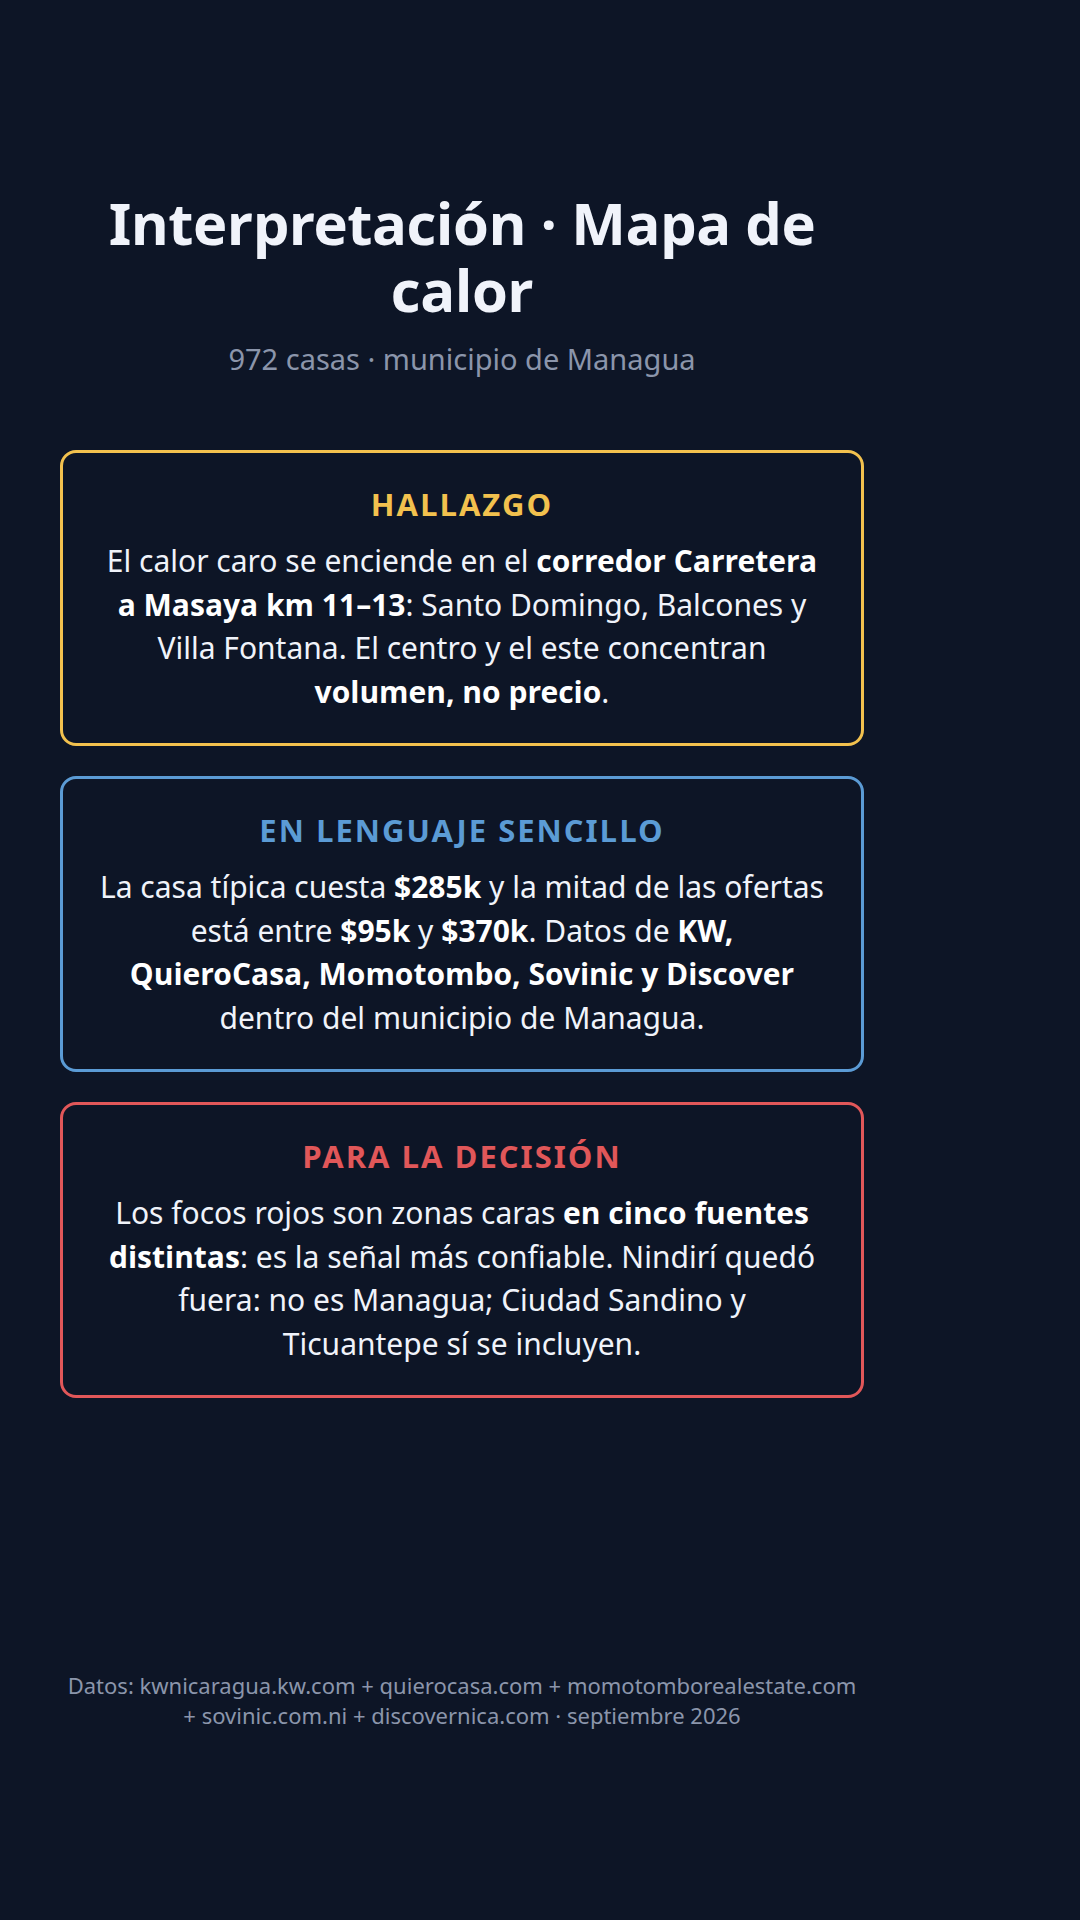 Interpretación · Mapa de
calor
972 casas · municipio de Managua
HALLAZGO
El calor caro se enciende en el corredor Carretera
a Masaya km 11–13: Santo Domingo, Balcones y
Villa Fontana. El centro y el este concentran
volumen, no precio.
EN LENGUAJE SENCILLO
La casa típica cuesta $285k y la mitad de las ofertas
está entre $95k y $370k. Datos de KW,
QuieroCasa, Momotombo, Sovinic y Discover
dentro del municipio de Managua.
PARA LA DECISIÓN
Los focos rojos son zonas caras en cinco fuentes
distintas: es la señal más confiable. Nindirí quedó
fuera: no es Managua; Ciudad Sandino y
Ticuantepe sí se incluyen.
Datos: kwnicaragua.kw.com + quierocasa.com + momotomborealestate.com
+ sovinic.com.ni + discovernica.com · septiembre 2026